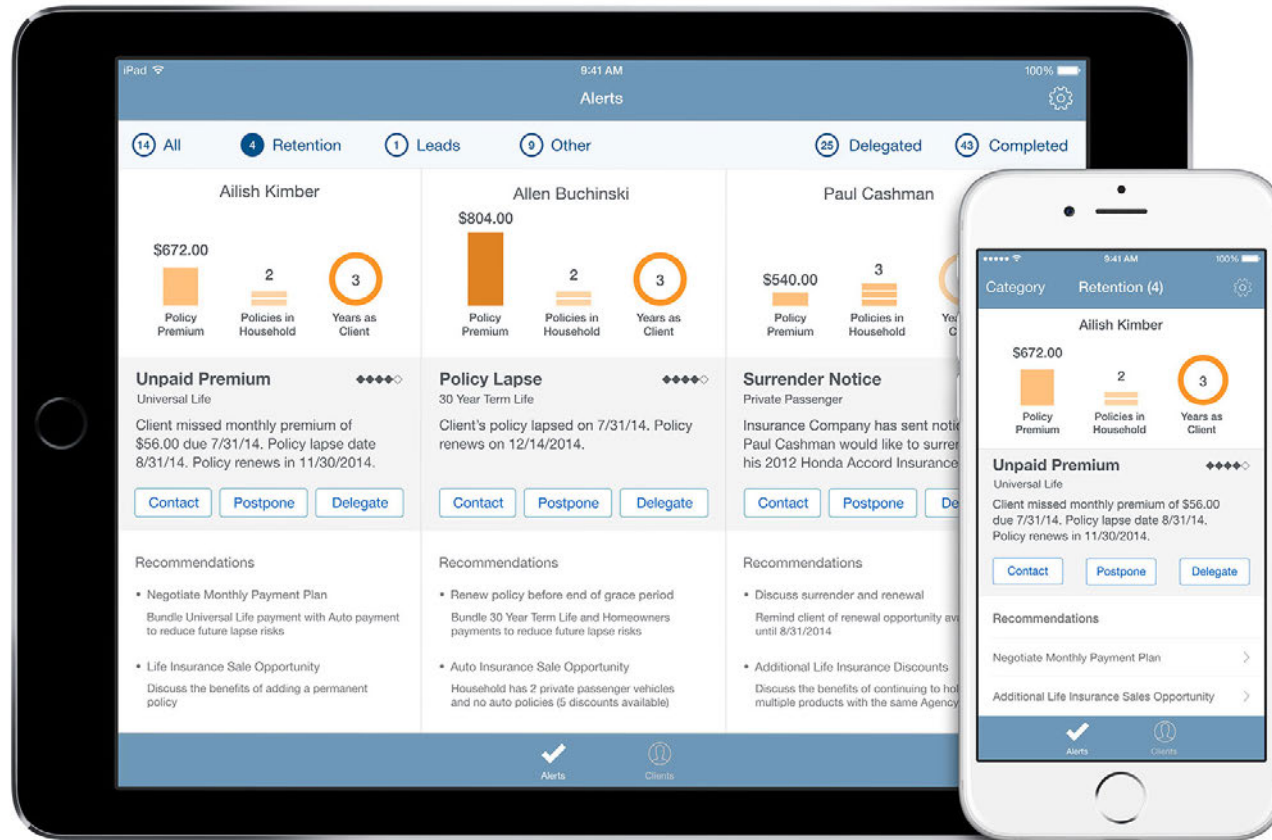 iPad
9:41 AM
100%
Alerts
14 All
4 Retention
1 Leads
9 Other
25 Delegated
43 Completed
Ailish Kimber
$672.00
2
3
Policy
Premium
Policies in
Household
Years as
Client
Unpaid Premium
Universal Life
Client missed monthly premium of
$56.00 due 7/31/14. Policy lapse date
8/31/14. Policy renews in 11/30/2014.
Contact
Postpone
Delegate
Recommendations
• Negotiate Monthly Payment Plan
Bundle Universal Life payment with Auto payment
to reduce future lapse risks
• Life Insurance Sale Opportunity
Discuss the benefits of adding a permanent
policy
Allen Buchinski
$804.00
2
3
Policy
Premium
Policies in
Household
Years as
Client
Policy Lapse
30 Year Term Life
Client's policy lapsed on 7/31/14. Policy
renews on 12/14/2014.
Contact
Postpone
Delegate
Recommendations
• Renew policy before end of grace period
Bundle 30 Year Term Life and Homeowners
payments to reduce future lapse risks
• Auto Insurance Sale Opportunity
Household has 2 private passenger vehicles
and no auto policies (5 discounts available)
Paul Cashman
$540.00
3
Policy
Premium
Policies in
Household
Surrender Notice
Private Passenger
Insurance Company has sent
Paul Cashman would like to
his 2012 Honda Accord Insurance
Contact
Postpone
Recommendations
• Discuss surrender and renewal
Remind client of renewal opportunity
until 8/31/2014
• Additional Life Insurance Discounts
Discuss the benefits of continuing to
multiple products with the same Agency
Alerts
Clients
9:41 AM
100%
Category
Retention (4)
Ailish Kimber
$672.00
2
3
Policy
Premium
Policies in
Household
Years as
Client
Unpaid Premium
Universal Life
Client missed monthly premium of $56.00
due 7/31/14. Policy lapse date 8/31/14.
Policy renews in 11/30/2014.
Contact
Postpone
Delegate
Recommendations
Negotiate Monthly Payment Plan
Additional Life Insurance Sales Opportunity
Alerts
Clients